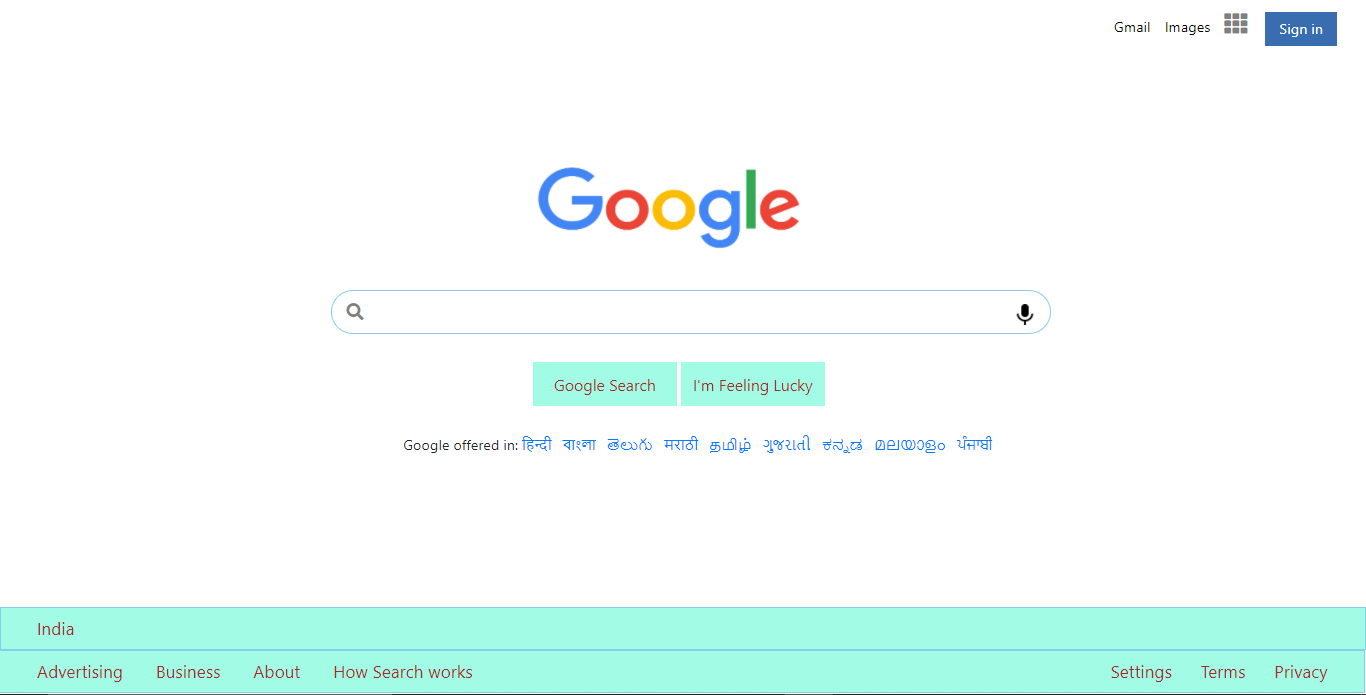 Gmail Images Sign in
Google
Google Search I'm Feeling Lucky
Google offered in: हिन्दी বাংলা తెలుగు मराठी தமிழ் ગુજરાતી ಕನ್ನಡ മലയാളം ਪੰਜਾਬੀ
India
Advertising Business About How Search works Settings Terms Privacy